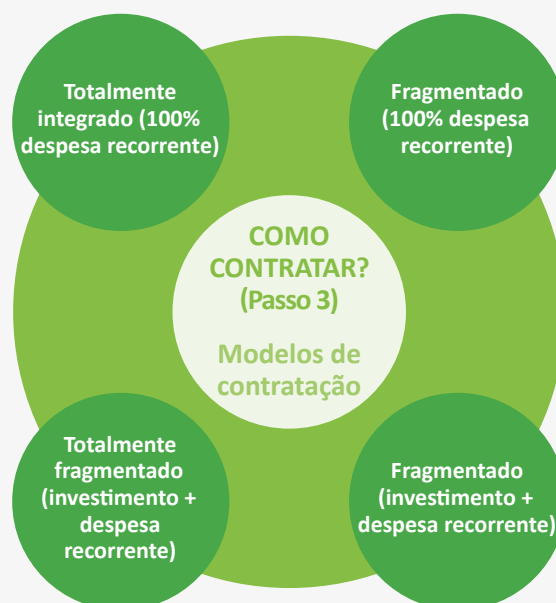 Totalmente
integrado (100%
despesa recorrente)
Fragmentado
(100% despesa
recorrente)
COMO
CONTRATAR?
(Passo 3)
Modelos de
contratação
Totalmente
fragmentado
(investimento +
despesa
recorrente)
Fragmentado
(investimento +
despesa recorrente)